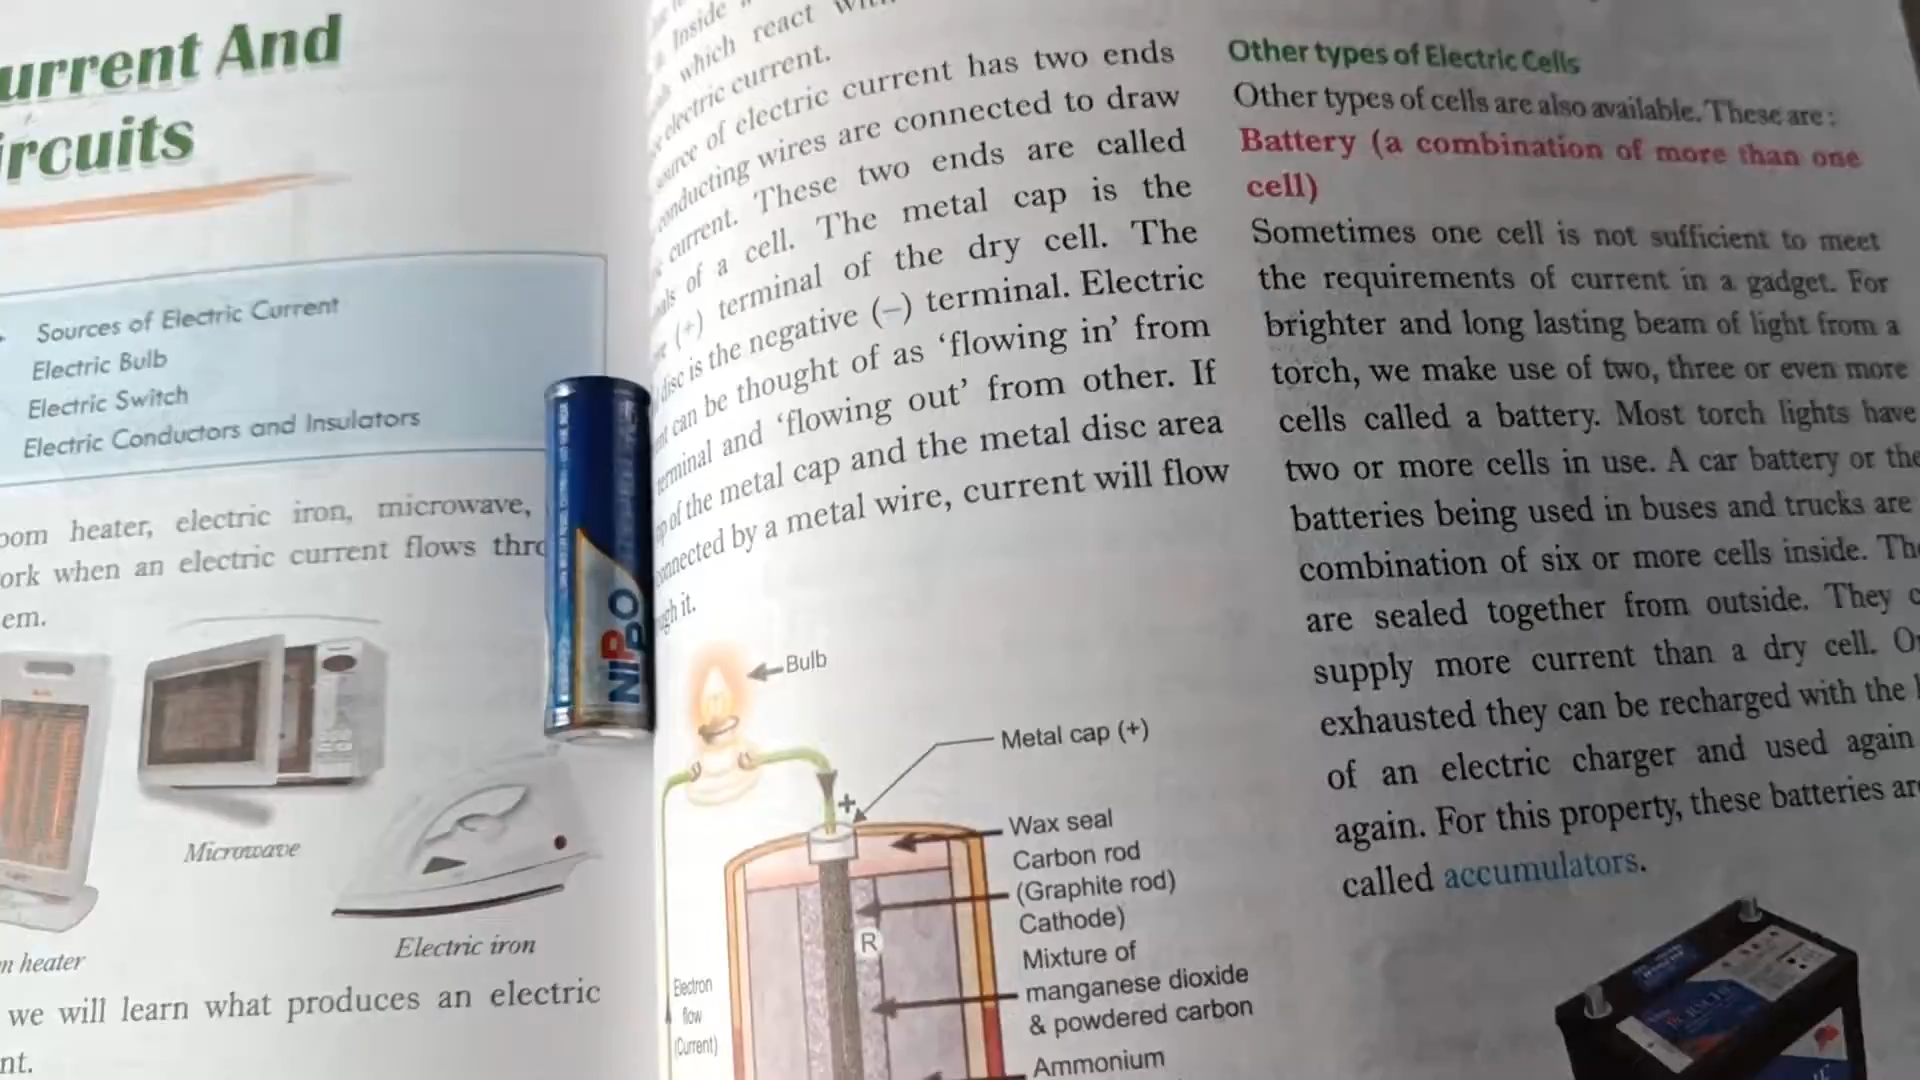 urrent And
ircuits
Sources of Electric Current
Electric Bulb
Electric Switch
Electric Conductors and Insulators
oom heater, electric iron, microwave,
ork when an electric current flows thro
em.
Microwave
Electric iron
m heater
we will learn what produces an electric
nt.
NIPPO
Inside
which react
electric current.
ource of electric current has two ends
onducting wires are connected to draw
current. These two ends are called
als of a cell. The metal cap is the
(+) terminal of the dry cell. The
disc is the negative (–) terminal. Electric
nt can be thought of as ‘flowing in’ from
erminal and ‘flowing out’ from other. If
p of the metal cap and the metal disc area
onnected by a metal wire, current will flow
ugh it.
Bulb
Metal cap (+)
+
Wax seal
Carbon rod
(Graphite rod)
Cathode)
R
Mixture of
manganese dioxide
& powdered carbon
Ammonium
Electron
flow
(Current)
Other types of Electric Cells
Other types of cells are also available. These are :
Battery (a combination of more than one
cell)
Sometimes one cell is not sufficient to meet
the requirements of current in a gadget. For
brighter and long lasting beam of light from a
torch, we make use of two, three or even more
cells called a battery. Most torch lights have
two or more cells in use. A car battery or the
batteries being used in buses and trucks are
combination of six or more cells inside. The
are sealed together from outside. They c
supply more current than a dry cell. On
exhausted they can be recharged with the h
of an electric charger and used again
again. For this property, these batteries are
called accumulators.